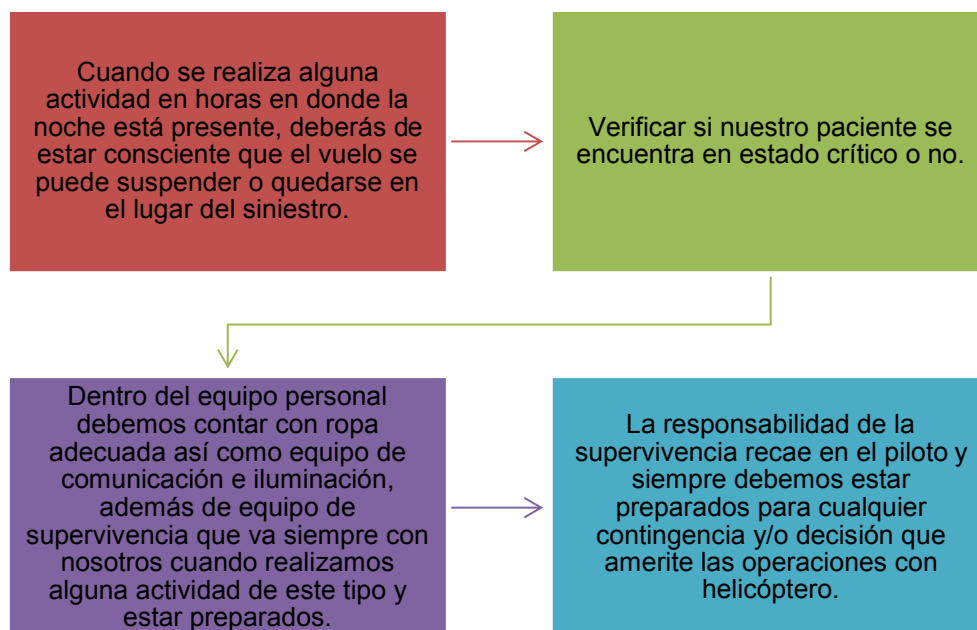 Cuando se realiza alguna
actividad en horas en donde la
noche está presente, deberás de
estar consciente que el vuelo se
puede suspender o quedarse en
el lugar del siniestro.
Verificar si nuestro paciente se
encuentra en estado crítico o no.
Dentro del equipo personal
debemos contar con ropa
adecuada así como equipo de
comunicación e iluminación,
además de equipo de
supervivencia que va siempre con
nosotros cuando realizamos
alguna actividad de este tipo y
estar preparados.
La responsabilidad de la
supervivencia recae en el piloto y
siempre debemos estar
preparados para cualquier
contingencia y/o decisión que
amerite las operaciones con
helicóptero.